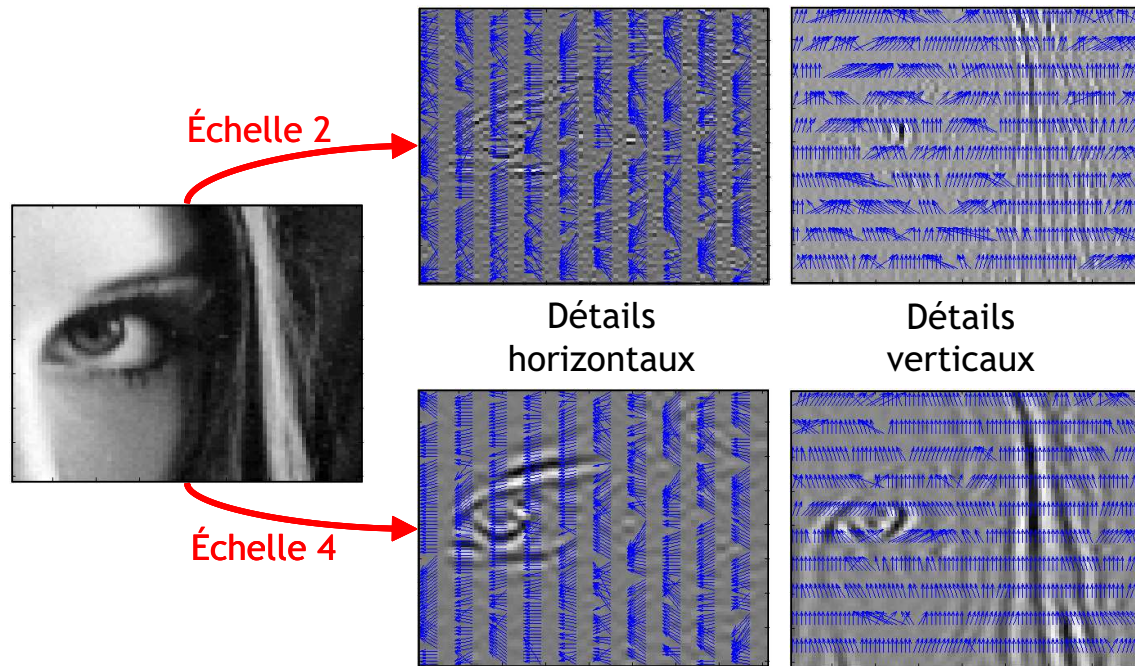 Échelle 2
Détails
horizontaux
Détails
verticaux
Échelle 4